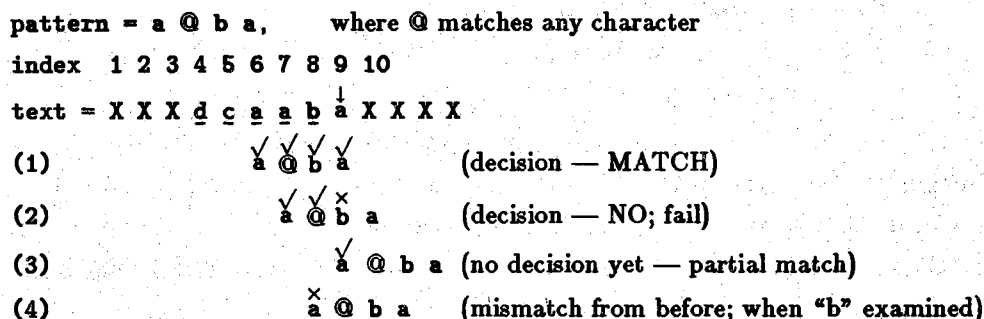 pattern = a @ b a, where @ matches any character
index 1 2 3 4 5 6 7 8 9 10
↓
text = X X X d c a a b a X X X X
√ √ √ √
(1) a @ b a (decision — MATCH)
√ √ ×
(2) a @ b a (decision — NO; fail)
√
(3) a @ b a (no decision yet — partial match)
×
(4) a @ b a (mismatch from before; when "b" examined)